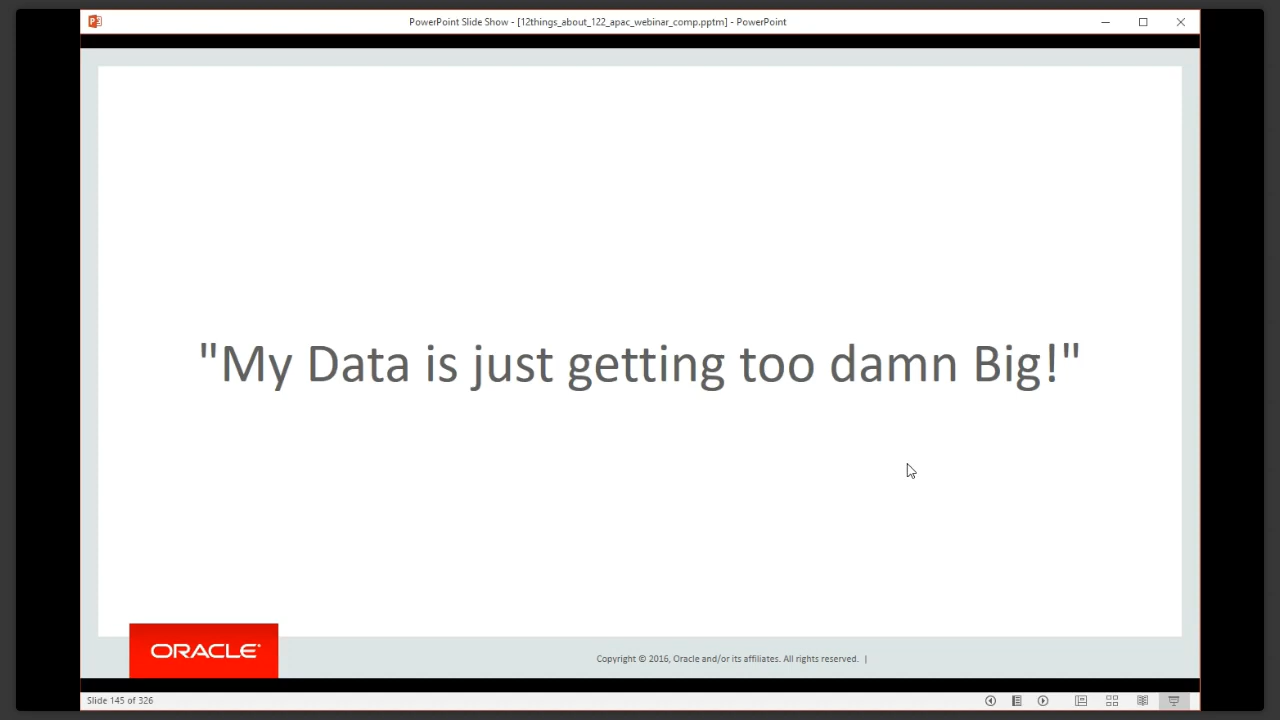 PowerPoint Slide Show - [12things_about_122_apac_webinar_comp.pptm] - PowerPoint
"My Data is just getting too damn Big!"
ORACLE
Copyright © 2016, Oracle and/or its affiliates. All rights reserved. |
Slide 145 of 326